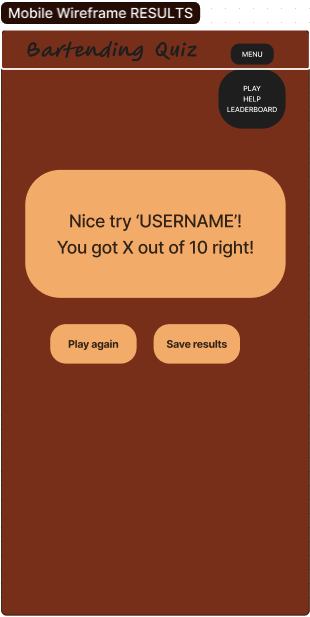 Mobile Wireframe RESULTS
Bartending Quiz
MENU
PLAY
HELP
LEADERBOARD
Nice try ‘USERNAME’!
You got X out of 10 right!
Play again
Save results